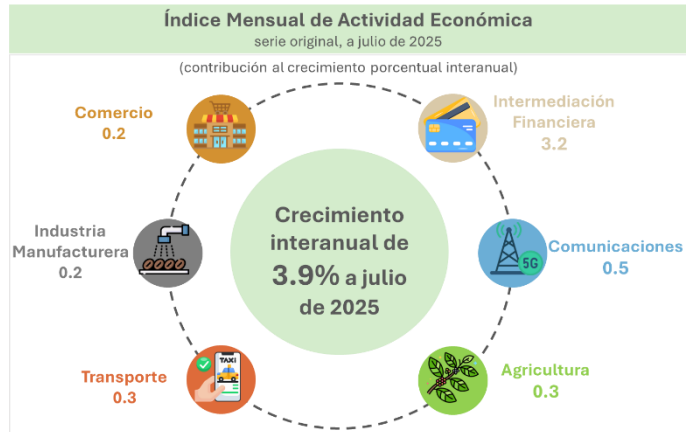 Índice Mensual de Actividad Económica
serie original, a julio de 2025
(contribución al crecimiento porcentual interanual)
Comercio
0.2
Intermediación
Financiera
3.2
Industria
Manufacturera
0.2
Crecimiento
interanual de
3.9% a julio
de 2025
Comunicaciones
0.5
5G
Transporte
0.3
TAXi
Agricultura
0.3